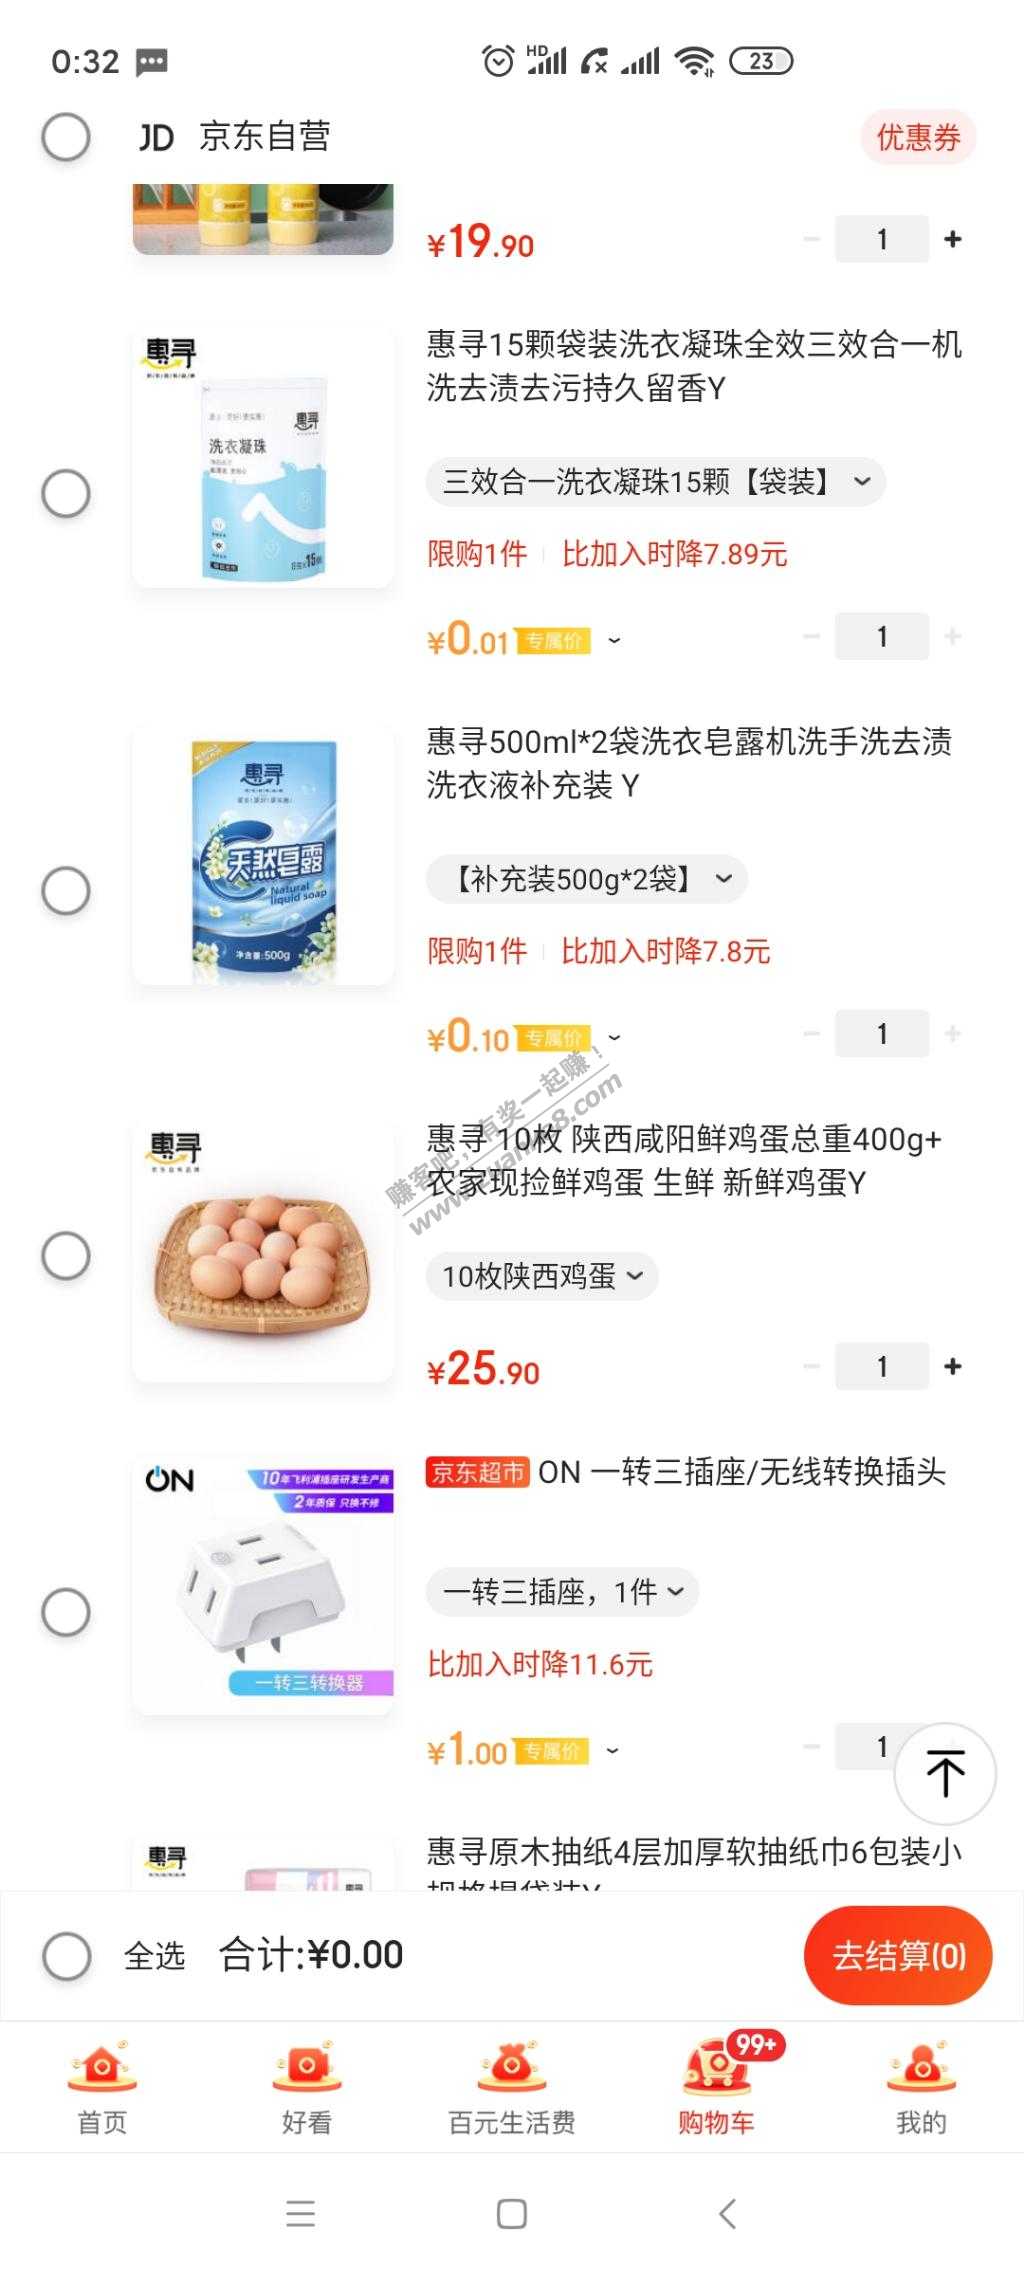 0:32
HD
23
JD 京东自营
优惠券
¥19.90
1
+
惠寻
惠寻
洗衣凝珠
惠寻15颗袋装洗衣凝珠全效三效合一机
洗去渍去污持久留香Y
三效合一洗衣凝珠15颗【袋装】
限购1件
比加入时降7.89元
¥0.01 专属价
1
+
惠寻
天然皂露
Natural
liquid soap
净含量:500g
惠寻500ml*2袋洗衣皂露机洗手洗去渍
洗衣液补充装 Y
【补充装500g*2袋】
限购1件
比加入时降7.8元
¥0.10 专属价
1
+
赚客吧，有奖一起赚！
www.zuanke8.com
惠寻
惠寻 10枚 陕西咸阳鲜鸡蛋总重400g+
农家现捡鲜鸡蛋 生鲜 新鲜鸡蛋Y
10枚陕西鸡蛋
¥25.90
1
+
ON
10年飞利浦插座研发生产商
2年质保 只换不修
一转三转换器
京东超市 ON 一转三插座/无线转换插头
一转三插座，1件
比加入时降11.6元
¥1.00 专属价
1
惠寻
惠寻原木抽纸4层加厚软抽纸巾6包装小
全选
合计:¥0.00
去结算(0)
99+
首页
好看
百元生活费
购物车
我的